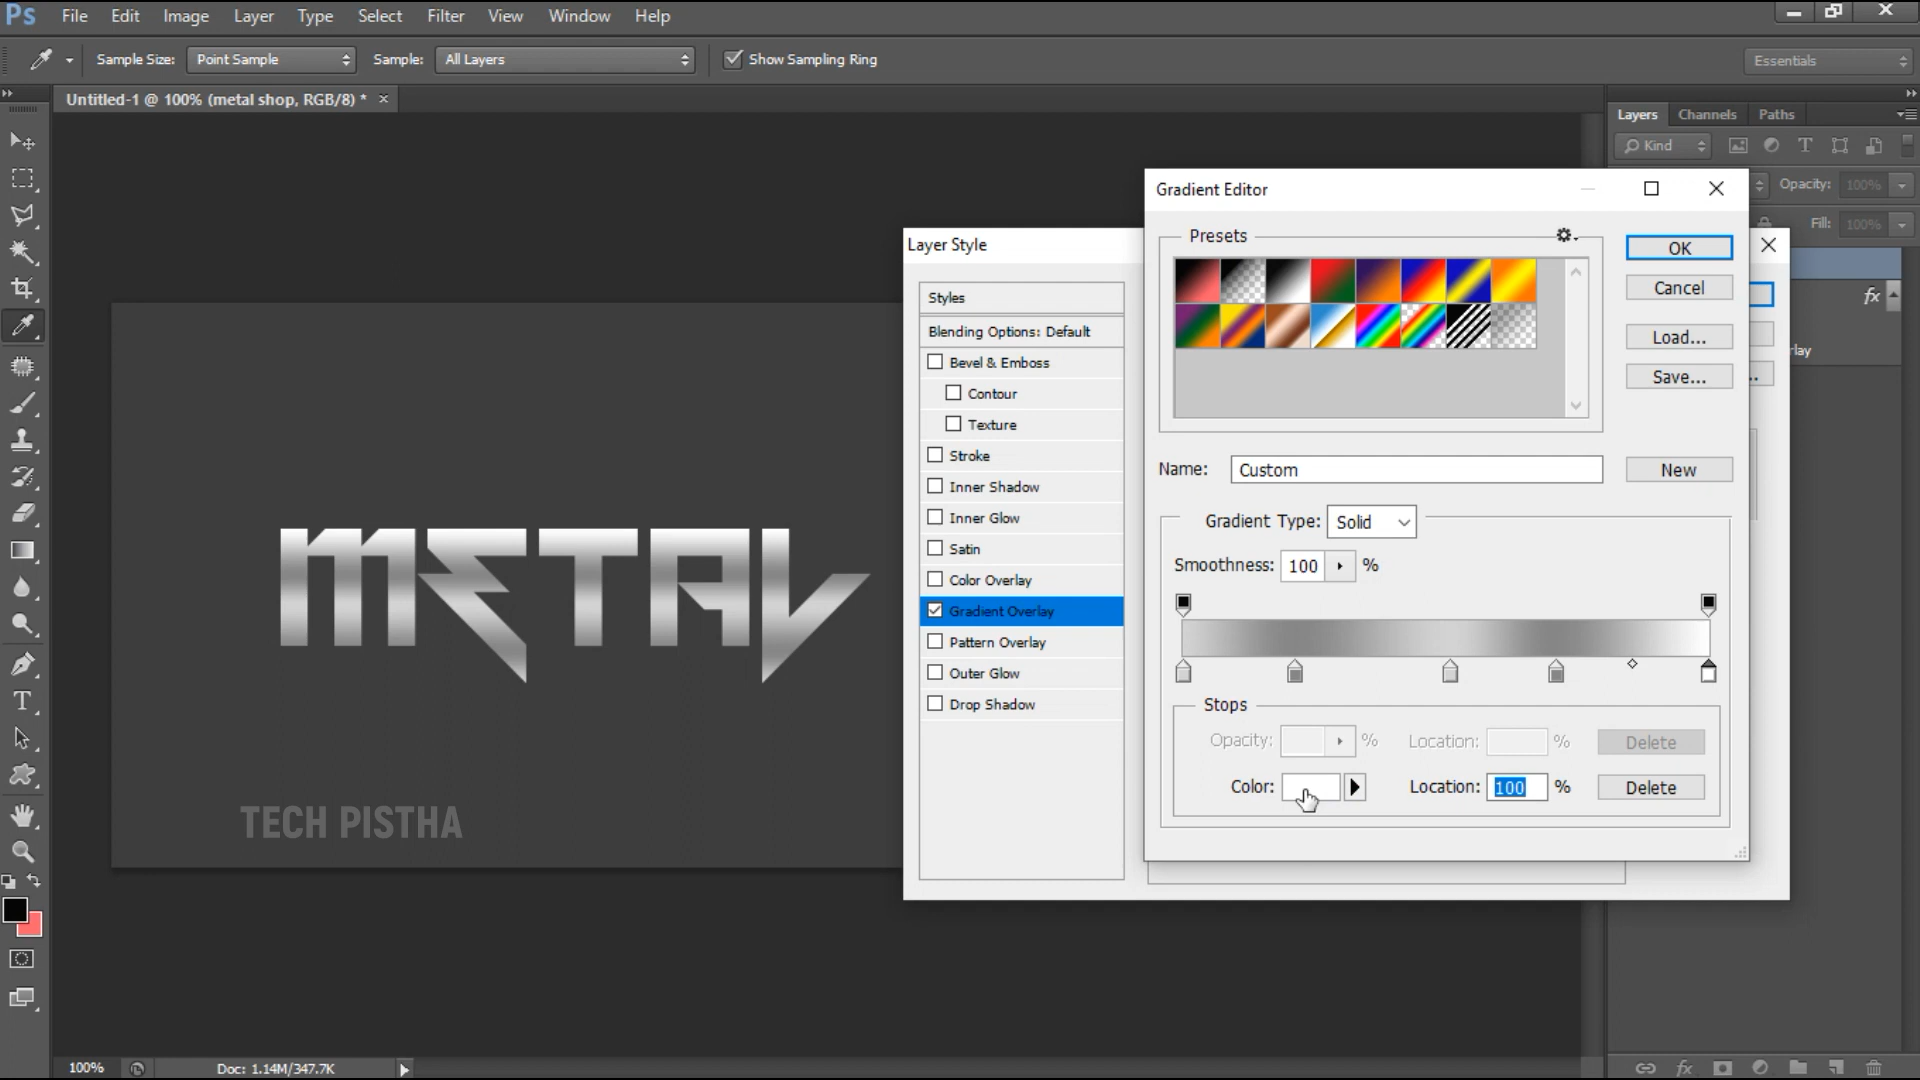 Ps File Edit Image Layer Type Select Filter View Window Help
Sample Size: Point Sample Sample: All Layers Show Sampling Ring Essentials
Untitled-1 @ 100% (metal shop, RGB/8) * ×
Layers Channels Paths
Kind
Opacity: 100%
Fill: 100%
fx
lay
Layer Style
Styles
Blending Options: Default
Bevel & Emboss
Contour
Texture
Stroke
Inner Shadow
Inner Glow
Satin
Color Overlay
Gradient Overlay
Pattern Overlay
Outer Glow
Drop Shadow
Gradient Editor
Presets
OK
Cancel
Load...
Save...
Name: Custom New
Gradient Type: Solid
Smoothness: 100 %
Stops
Opacity: % Location: % Delete
Color: Location: 100 % Delete
METAL
TECH PISTHA
100% Doc: 1.14M/347.7K
fx